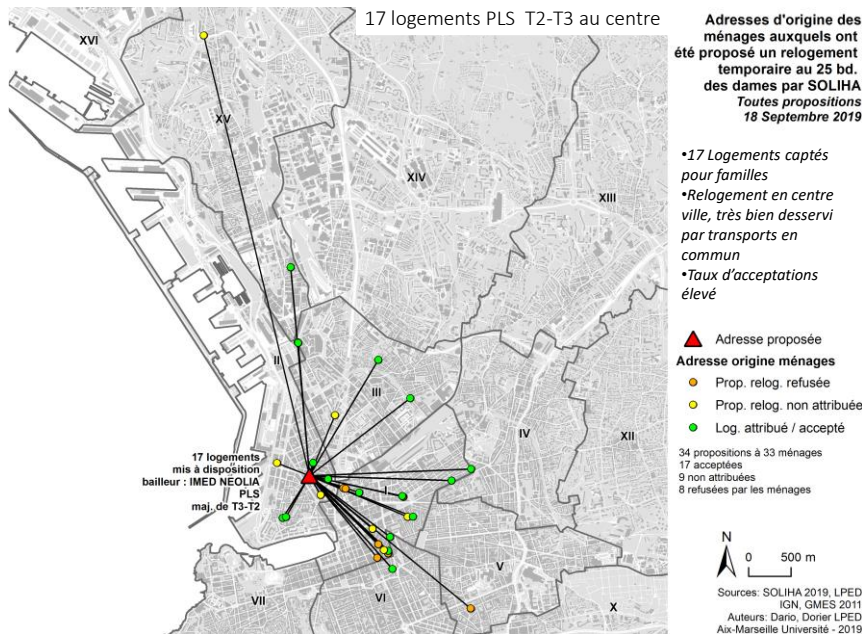 17 logements PLS  T2-T3 au centre
Adresses d'origine des
ménages auxquels ont
été proposé un relogement
temporaire au 25 bd.
des dames par SOLIHA
Toutes propositions
18 Septembre 2019
•17 Logements captés
pour familles
•Relogement en centre
ville, très bien desservi
par transports en
commun
•Taux d'acceptations
élevé
Adresse proposée
Adresse origine ménages
Prop. relog. refusée
Prop. relog. non attribuée
Log. attribué / accepté
34 propositions à 33 ménages
17 acceptées
9 non attribuées
8 refusées par les ménages
N
0 500 m
Sources: SOLIHA 2019, LPED
IGN, GMES 2011
Auteurs: Dario, Dorier LPED
Aix-Marseille Université - 2019
XVI
XV
XIV
XIII
II
III
IV
XII
17 logements
mis à disposition
bailleur : IMED NEOLIA
PLS
maj. de T3-T2
I
V
VI
VII
X